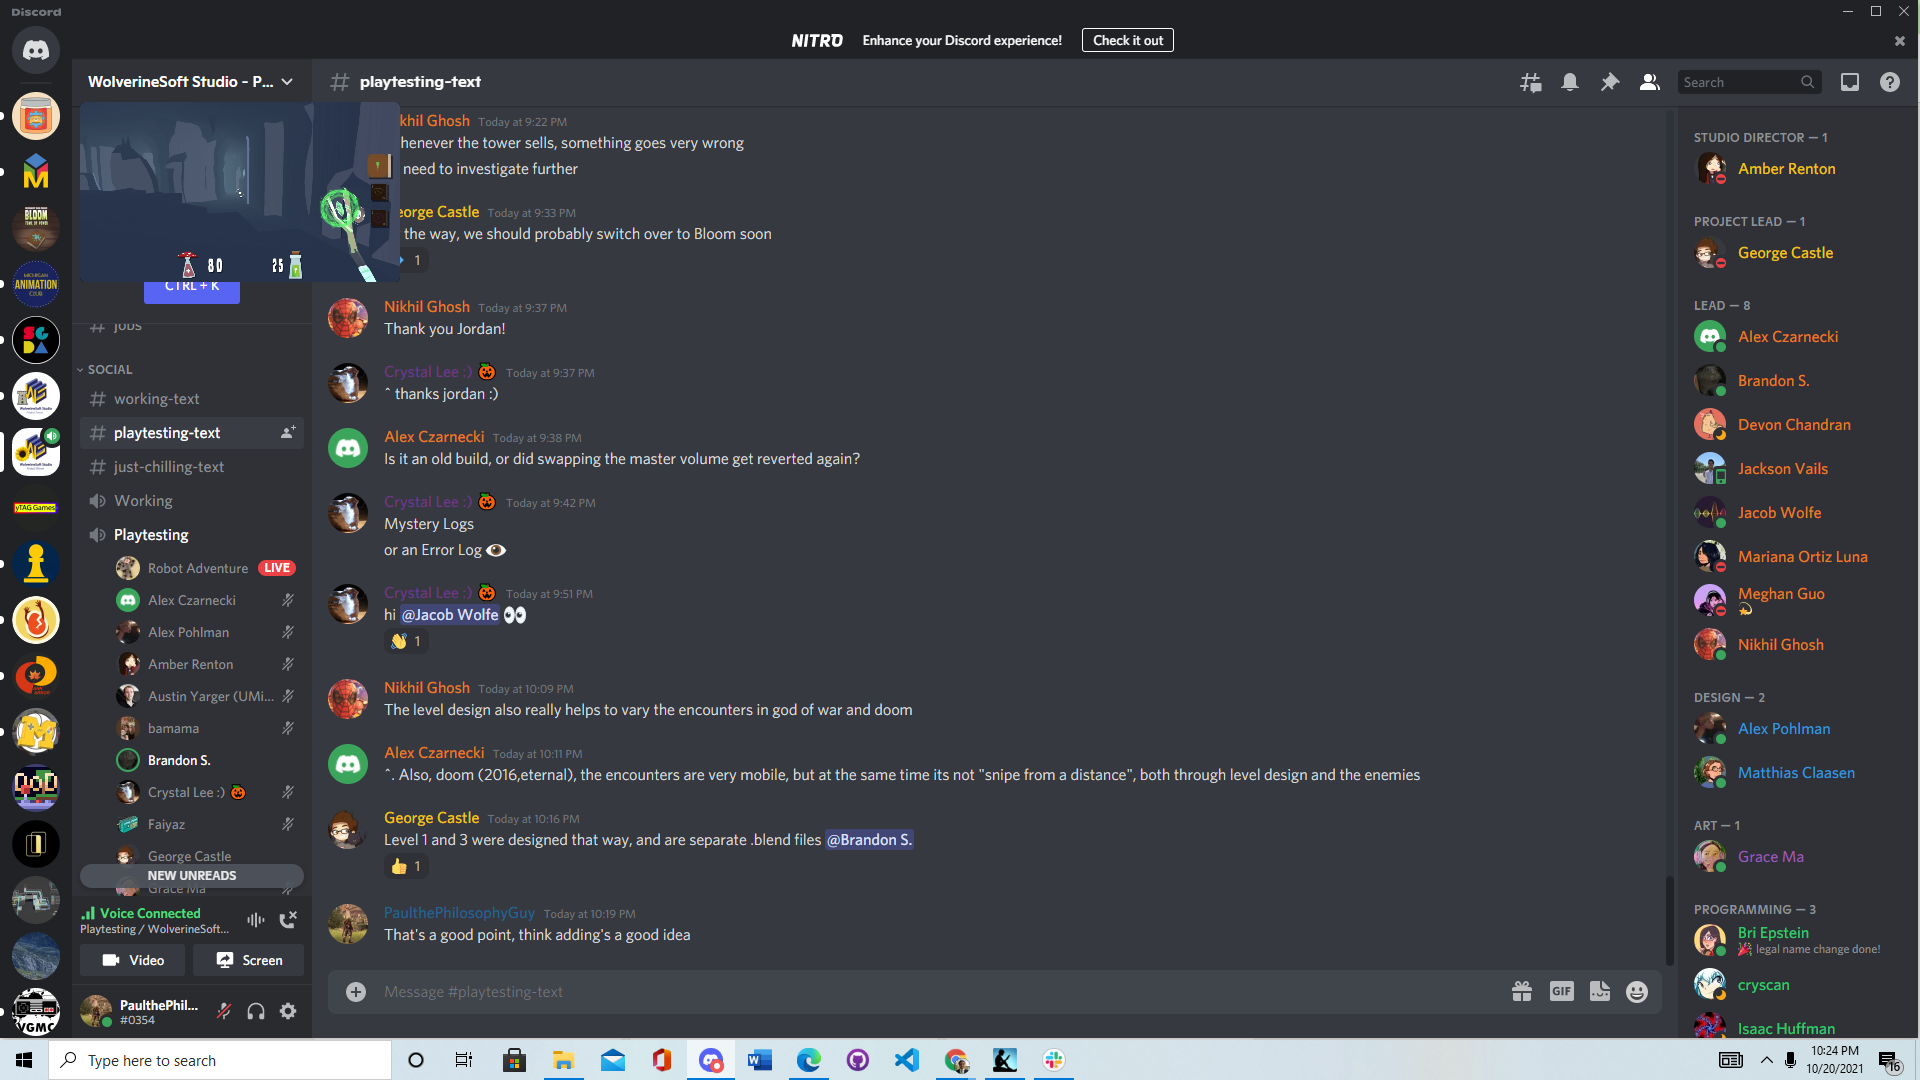 Discord
NITRO Enhance your Discord experience! Check it out
WolverineSoft Studio - P...
playtesting-text
Search
80
25
CTRL + K
jobs
SOCIAL
working-text
playtesting-text
just-chilling-text
Working
Playtesting
Robot Adventure LIVE
Alex Czarnecki
Alex Pohlman
Amber Renton
Austin Yarger (UMi...
bamama
Brandon S.
Crystal Lee :)
Faiyaz
George Castle
NEW UNREADS
Grace Ma
Voice Connected
Playtesting / WolverineSoft...
Video
Screen
PaulthePhil...
#0354
khil Ghosh Today at 9:22 PM
henever the tower sells, something goes very wrong
need to investigate further
eorge Castle Today at 9:33 PM
the way, we should probably switch over to Bloom soon
1
Nikhil Ghosh Today at 9:37 PM
Thank you Jordan!
Crystal Lee :) Today at 9:37 PM
^ thanks jordan :)
Alex Czarnecki Today at 9:38 PM
Is it an old build, or did swapping the master volume get reverted again?
Crystal Lee :) Today at 9:42 PM
Mystery Logs
or an Error Log
Crystal Lee :) Today at 9:51 PM
hi @Jacob Wolfe
1
Nikhil Ghosh Today at 10:09 PM
The level design also really helps to vary the encounters in god of war and doom
Alex Czarnecki Today at 10:11 PM
^. Also, doom (2016,eternal), the encounters are very mobile, but at the same time its not "snipe from a distance", both through level design and the enemies
George Castle Today at 10:16 PM
Level 1 and 3 were designed that way, and are separate .blend files @Brandon S.
1
PaulthePhilosophyGuy Today at 10:19 PM
That's a good point, think adding's a good idea
Message #playtesting-text
GIF
STUDIO DIRECTOR — 1
Amber Renton
PROJECT LEAD — 1
George Castle
LEAD — 8
Alex Czarnecki
Brandon S.
Devon Chandran
Jackson Vails
Jacob Wolfe
Mariana Ortiz Luna
Meghan Guo
Nikhil Ghosh
DESIGN — 2
Alex Pohlman
Matthias Claasen
ART — 1
Grace Ma
PROGRAMMING — 3
Bri Epstein
legal name change done!
cryscan
Isaac Huffman
BLOOM
MICHIGAN
ANIMATION
CLUB
yTAG Games
VGMC
Type here to search
10:24 PM
10/20/2021
16